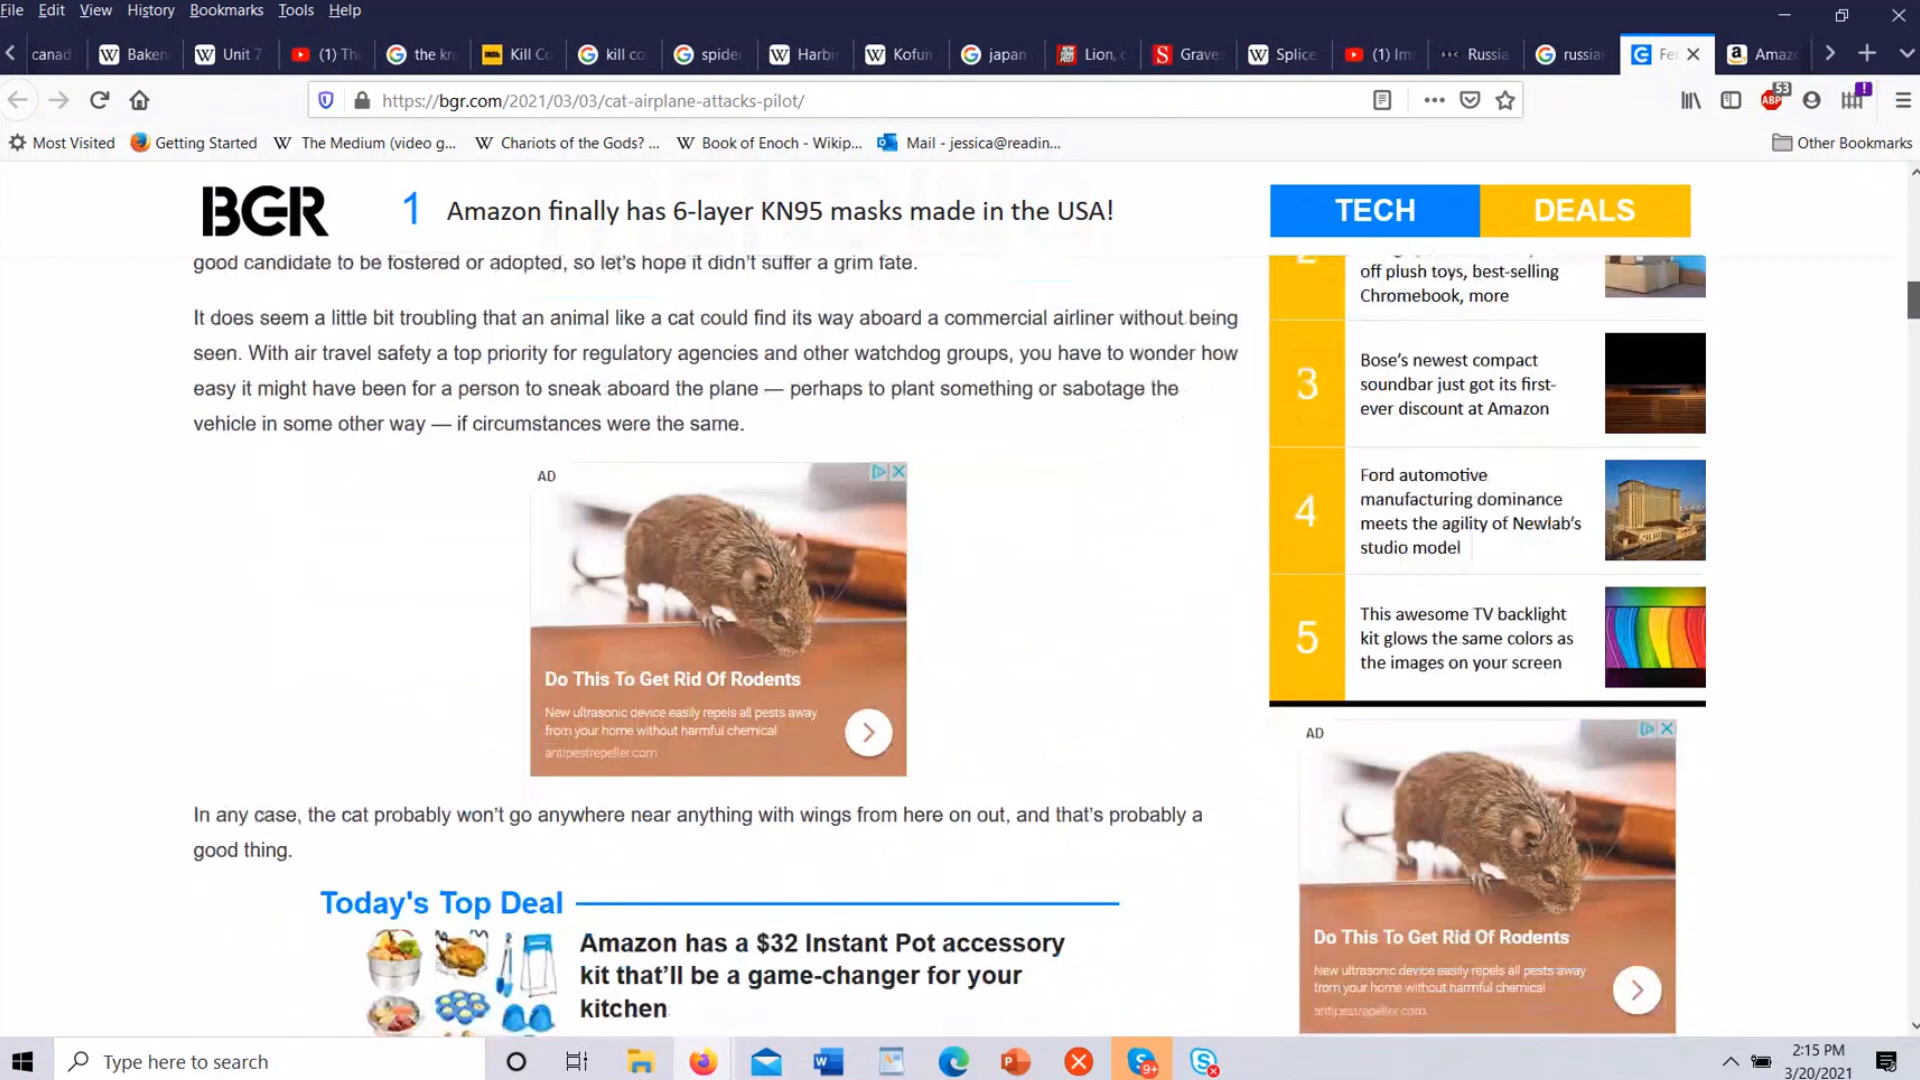 File Edit View History Bookmarks Tools Help
canad Baken Unit 7 (1) Th the kr Kill Co kill co spider Harbi Kofun japan Lion, Grave Splice (1) Im Russia russia Fe Amaz
https://bgr.com/2021/03/03/cat-airplane-attacks-pilot/
ABP 53
Most Visited Getting Started The Medium (video g... Chariots of the Gods? ... Book of Enoch - Wikip... Mail - jessica@readin... Other Bookmarks
BGR 1 Amazon finally has 6-layer KN95 masks made in the USA! TECH DEALS
good candidate to be fostered or adopted, so let's hope it didn't suffer a grim fate.
It does seem a little bit troubling that an animal like a cat could find its way aboard a commercial airliner without being
seen. With air travel safety a top priority for regulatory agencies and other watchdog groups, you have to wonder how
easy it might have been for a person to sneak aboard the plane — perhaps to plant something or sabotage the
vehicle in some other way — if circumstances were the same.
AD
Do This To Get Rid Of Rodents
New ultrasonic device easily repels all pests away
from your home without harmful chemical
antipestrepeller.com
In any case, the cat probably won't go anywhere near anything with wings from here on out, and that's probably a
good thing.
Today's Top Deal
Amazon has a $32 Instant Pot accessory
kit that'll be a game-changer for your
kitchen
2
off plush toys, best-selling
Chromebook, more
3
Bose's newest compact
soundbar just got its first-
ever discount at Amazon
4
Ford automotive
manufacturing dominance
meets the agility of Newlab's
studio model
5
This awesome TV backlight
kit glows the same colors as
the images on your screen
AD
Do This To Get Rid Of Rodents
New ultrasonic device easily repels all pests away
from your home without harmful chemical
antipestrepeller.com
Type here to search
9+
2:15 PM
3/20/2021